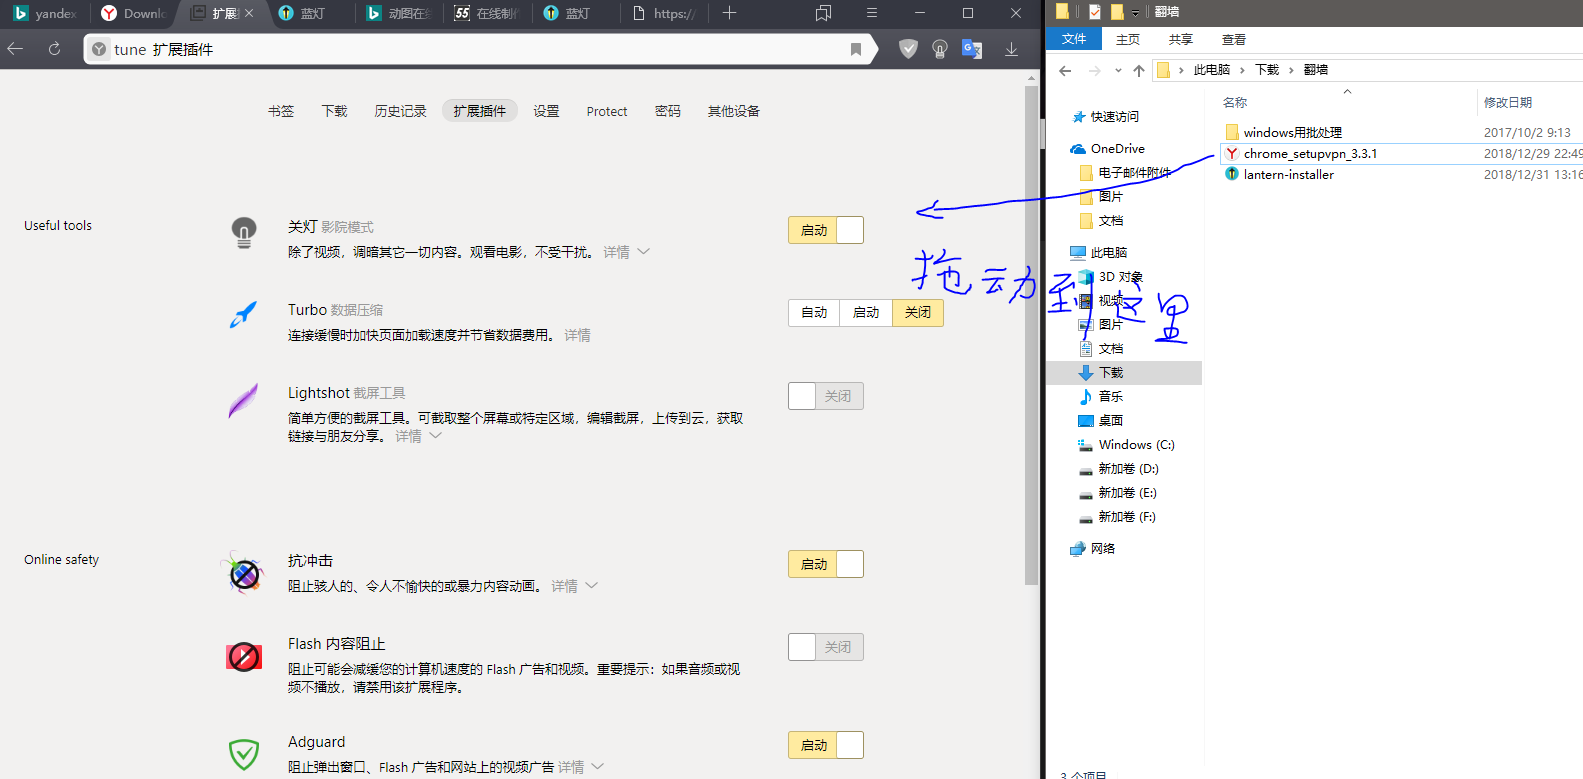 yandex
Downl
扩展
蓝灯
动图在
55 在线制
蓝灯
https:/
tune 扩展插件
书签 下载 历史记录 扩展插件 设置 Protect 密码 其他设备
Useful tools
关灯 影院模式
启动
除了视频，调暗其它一切内容。观看电影，不受干扰。 详情
Turbo 数据压缩
自动 启动 关闭
连接缓慢时加快页面加载速度并节省数据费用。 详情
Lightshot 截屏工具
关闭
简单方便的截屏工具。可截取整个屏幕或特定区域，编辑截屏，上传到云，获取
链接与朋友分享。 详情
Online safety
抗冲击
启动
阻止骇人的、令人不愉快的或暴力内容动画。 详情
Flash 内容阻止
关闭
阻止可能会减缓您的计算机速度的 Flash 广告和视频。重要提示：如果音频或视
频不播放，请禁用该扩展程序。
Adguard
启动
阻止弹出窗口、Flash 广告和网站上的视频广告 详情
拖动到这里
翻墙
文件 主页 共享 查看
此电脑 下载 翻墙
名称 修改日期
windows用批处理 2017/10/2 9:13
chrome_setupvpn_3.3.1 2018/12/29 22:49
lantern-installer 2018/12/31 13:16
快速访问
OneDrive
电子邮件附件
图片
文档
此电脑
3D 对象
视频
图片
文档
下载
音乐
桌面
Windows (C:)
新加卷 (D:)
新加卷 (E:)
新加卷 (F:)
网络
3 个项目